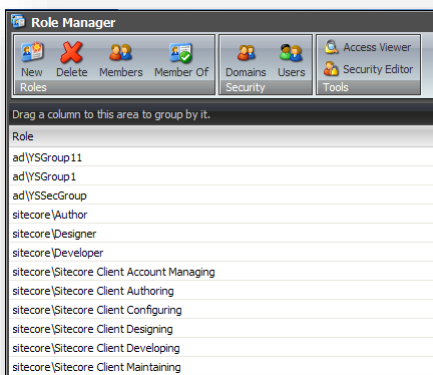 Role Manager
New Delete Members Member Of Domains Users Access Viewer
Security Editor
Roles Security Tools
Drag a column to this area to group by it.
Role
ad\YSGroup11
ad\YSGroup1
ad\YSSecGroup
sitecore\Author
sitecore\Designer
sitecore\Developer
sitecore\Sitecore Client Account Managing
sitecore\Sitecore Client Authoring
sitecore\Sitecore Client Configuring
sitecore\Sitecore Client Designing
sitecore\Sitecore Client Developing
sitecore\Sitecore Client Maintaining